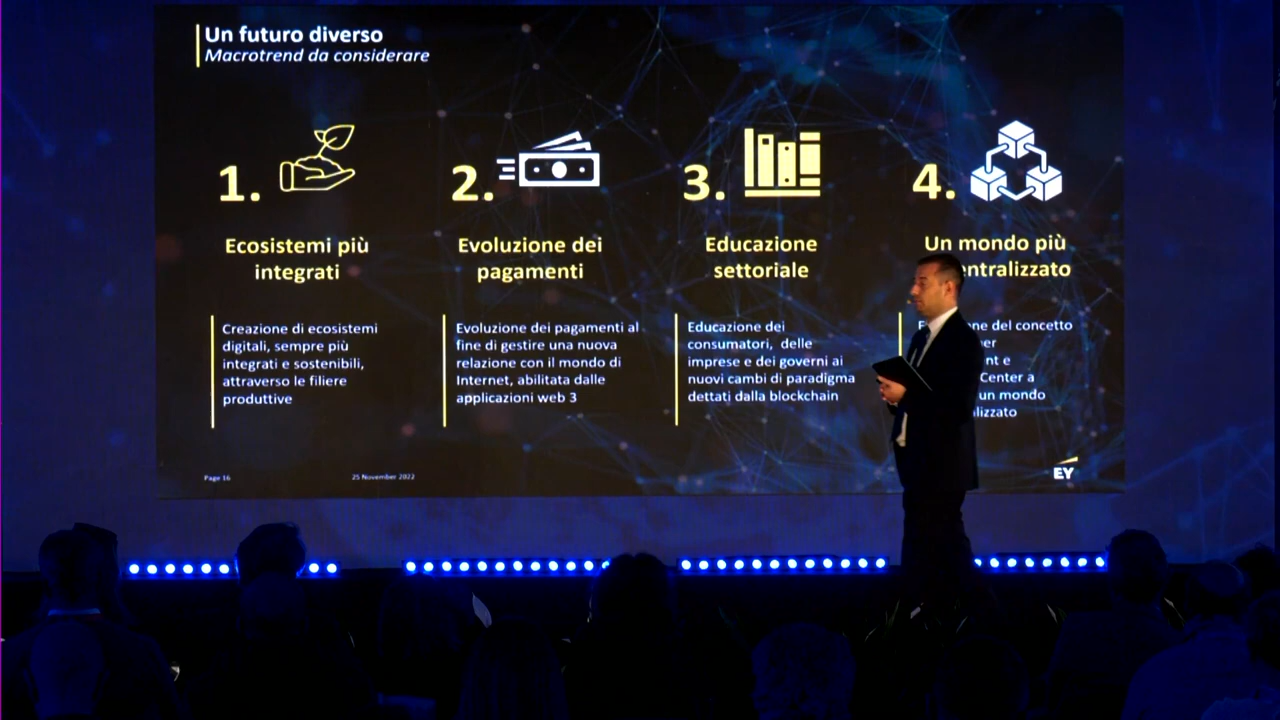 Un futuro diverso
Macrotrend da considerare
1.
Ecosistemi più
integrati
Creazione di ecosistemi
digitali, sempre più
integrati e sostenibili,
attraverso le filiere
produttive
2.
Evoluzione dei
pagamenti
Evoluzione dei pagamenti al
fine di gestire una nuova
relazione con il mondo di
Internet, abilitata dalle
applicazioni web 3
3.
Educazione
settoriale
Educazione dei
consumatori, delle
imprese e dei governi ai
nuovi cambi di paradigma
dettati dalla blockchain
4.
Un mondo più
entralizzato
ne del concetto
Center a
un mondo
Page 16
25 November 2022
EY